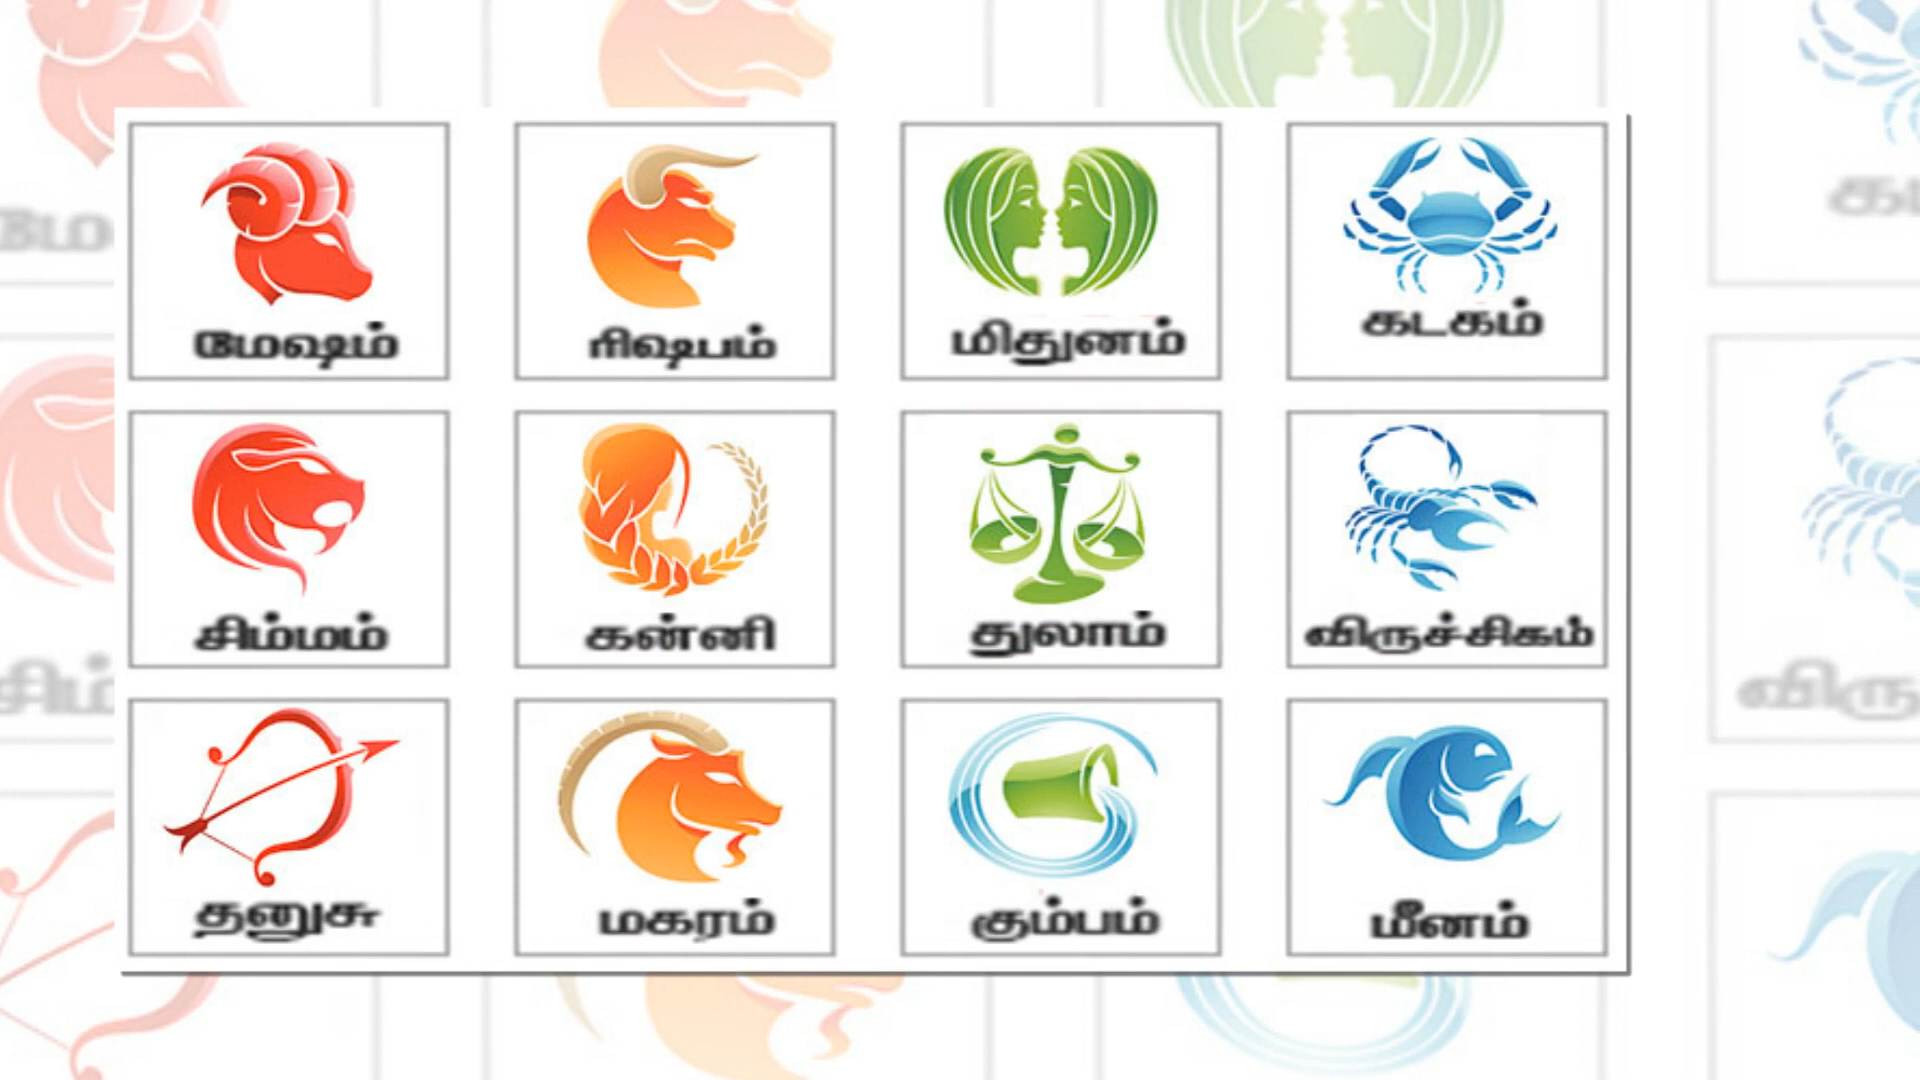 மேஷம்
ரிஷபம்
மிதுனம்
கடகம்
சிம்மம்
கன்னி
துலாம்
விருச்சிகம்
தனுசு
மகரம்
கும்பம்
மீனம்